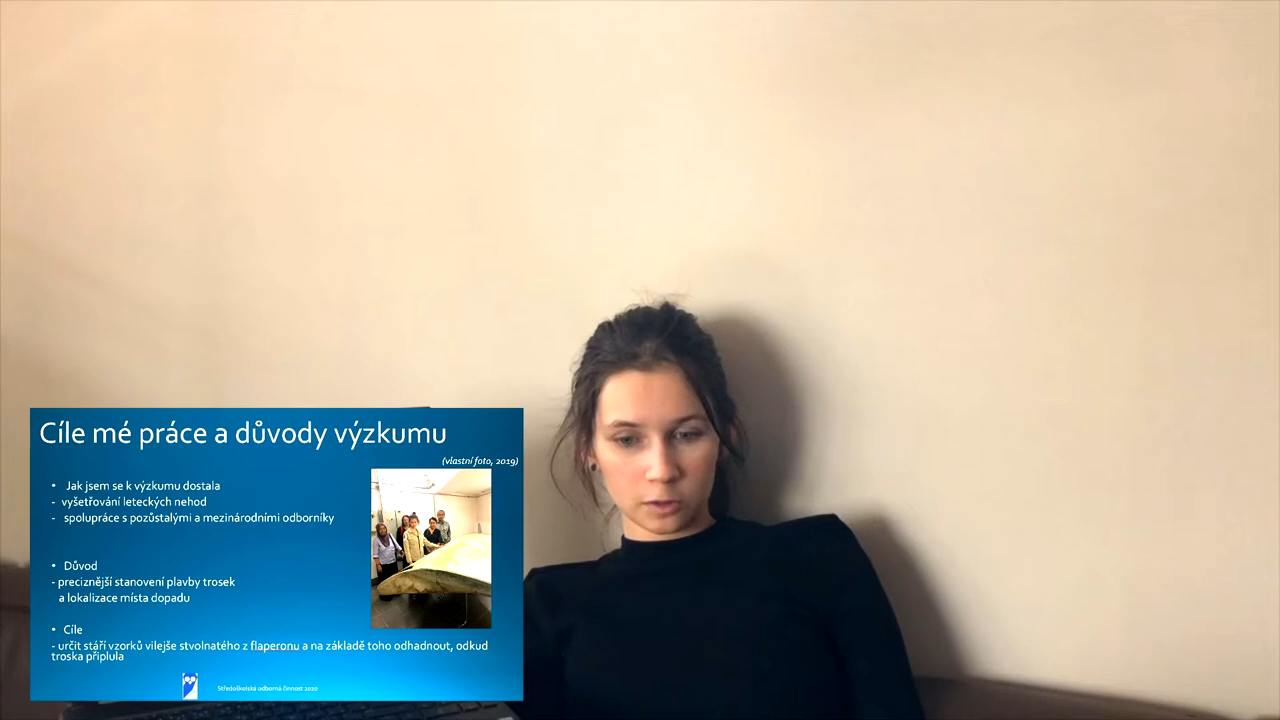 Cíle mé práce a důvody výzkumu
(vlastní foto, 2019)
• Jak jsem se k výzkumu dostala
- vyšetřování leteckých nehod
- spolupráce s pozůstalými a mezinárodními odborníky
• Důvod
- preciznější stanovení plavby trosek
a lokalizace místa dopadu
• Cíle
- určit stáří vzorků vilejše stvolnatého z flaperonu a na základě toho odhadnout, odkud
troska připlula
Středoškolská odborná činnost 2020